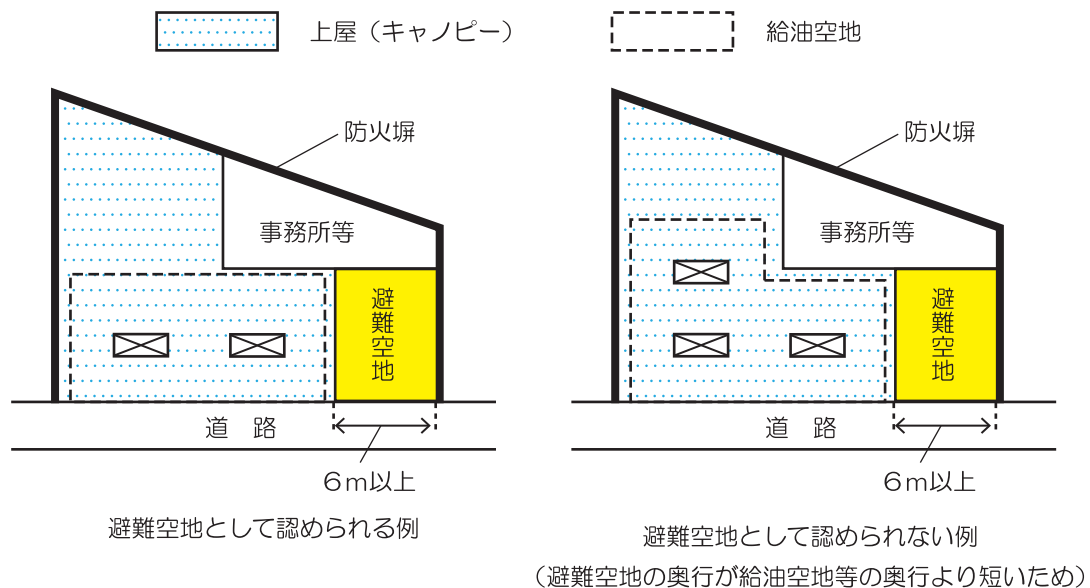 上屋（キャノピー）
給油空地
防火塀
事務所等
避難空地
道　路
６ｍ以上
避難空地として認められる例
防火塀
事務所等
避難空地
道　路
６ｍ以上
避難空地として認められない例
（避難空地の奥行が給油空地等の奥行より短いため）